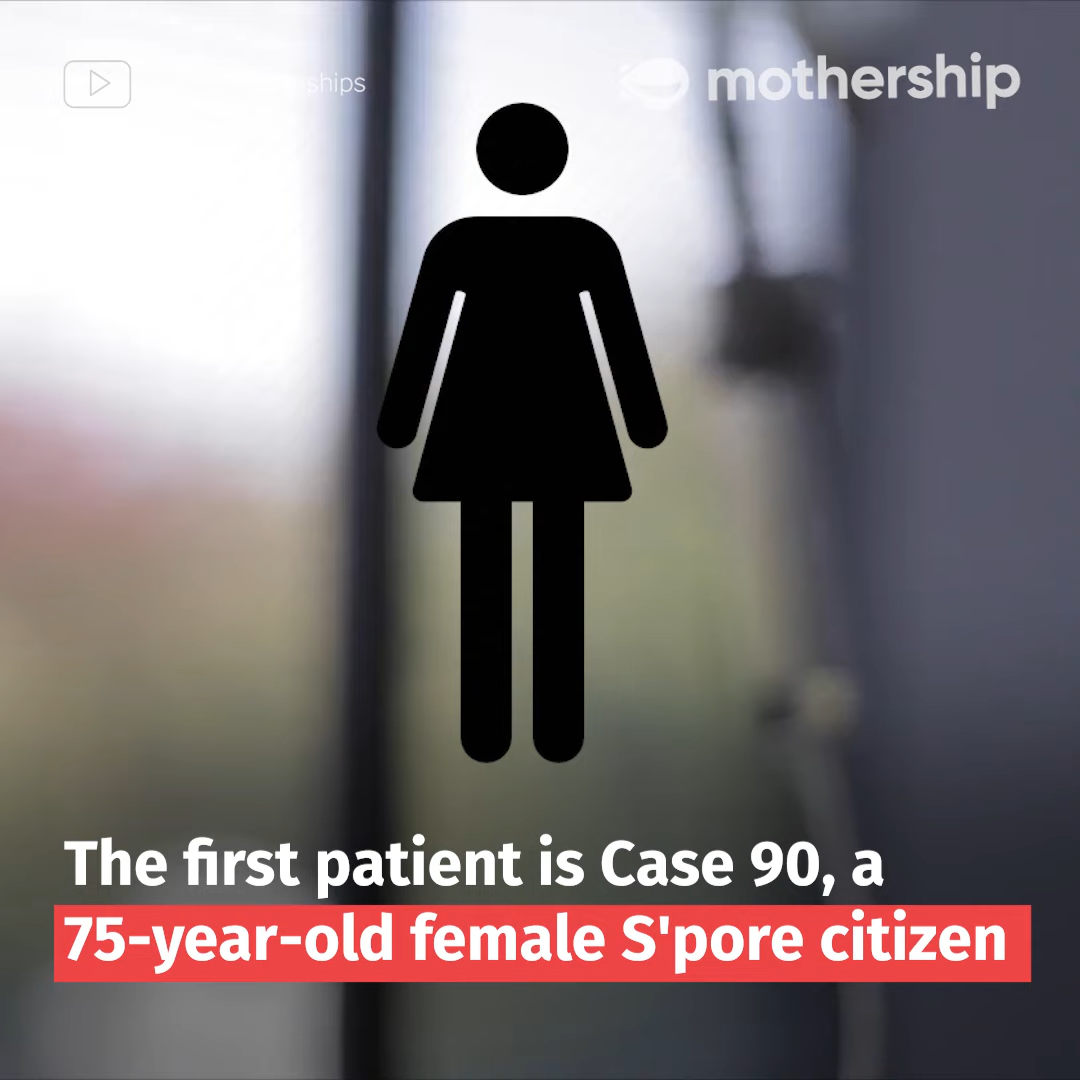 mothership
The first patient is Case 90, a
75-year-old female S'pore citizen